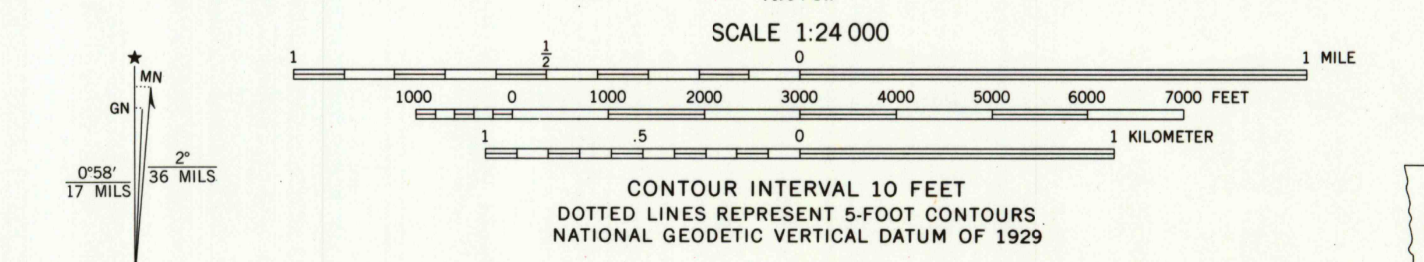 SCALE 1:24 000
1 1/2 0 1 MILE
1000 0 1000 2000 3000 4000 5000 6000 7000 FEET
1 .5 0 1 KILOMETER
CONTOUR INTERVAL 10 FEET
DOTTED LINES REPRESENT 5-FOOT CONTOURS
NATIONAL GEODETIC VERTICAL DATUM OF 1929
★
MN
GN
0°58′
17 MILS
2°
36 MILS